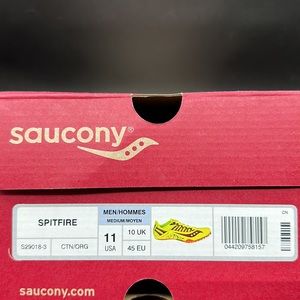 saucony®
SPITFIRE
MEN/HOMMES
MEDIUM/MOYEN
CN
11
USA
10 UK
45 EU
S29018-3
CTN/ORG
044209758157
saucony.com